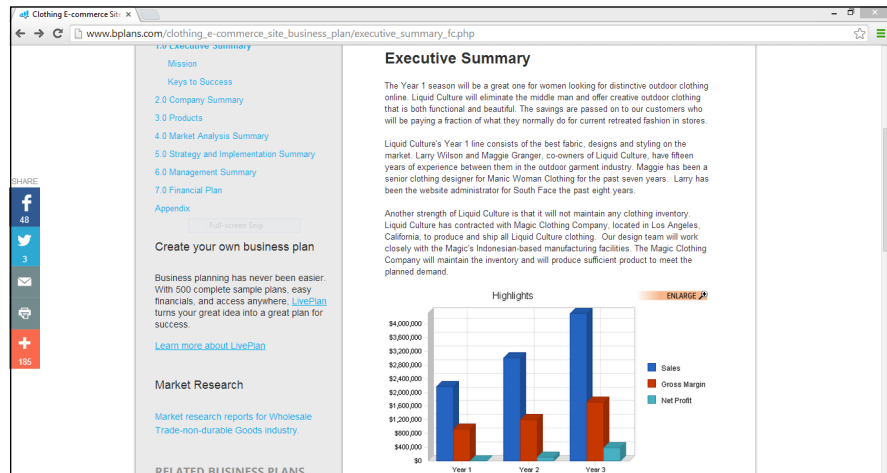 Clothing E-commerce Site
www.bplans.com/clothing_e-commerce_site_business_plan/executive_summary_fc.php
1.0 Executive Summary
Mission
Keys to Success
2.0 Company Summary
3.0 Products
4.0 Market Analysis Summary
5.0 Strategy and Implementation Summary
6.0 Management Summary
7.0 Financial Plan
Appendix
Full-screen Snip
SHARE
48
3
185
Create your own business plan
Business planning has never been easier.
With 500 complete sample plans, easy
financials, and access anywhere, LivePlan
turns your great idea into a great plan for
success.
Learn more about LivePlan
Market Research
Market research reports for Wholesale
Trade-non-durable Goods industry.
RELATED BUSINESS PLANS
Executive Summary
The Year 1 season will be a great one for women looking for distinctive outdoor clothing
online. Liquid Culture will eliminate the middle man and offer creative outdoor clothing
that is both functional and beautiful. The savings are passed on to our customers who
will be paying a fraction of what they normally do for current retreated fashion in stores.
Liquid Culture's Year 1 line consists of the best fabric, designs and styling on the
market. Larry Wilson and Maggie Granger, co-owners of Liquid Culture, have fifteen
years of experience between them in the outdoor garment industry. Maggie has been a
senior clothing designer for Manic Woman Clothing for the past seven years. Larry has
been the website administrator for South Face the past eight years.
Another strength of Liquid Culture is that it will not maintain any clothing inventory.
Liquid Culture has contracted with Magic Clothing Company, located in Los Angeles,
California, to produce and ship all Liquid Culture clothing. Our design team will work
closely with the Magic's Indonesian-based manufacturing facilities. The Magic Clothing
Company will maintain the inventory and will produce sufficient product to meet the
planned demand.
Highlights
ENLARGE
$4,000,000
$3,600,000
$3,200,000
$2,800,000
$2,400,000
$2,000,000
$1,600,000
$1,200,000
$800,000
$400,000
$0
Year 1 Year 2 Year 3
Sales
Gross Margin
Net Profit